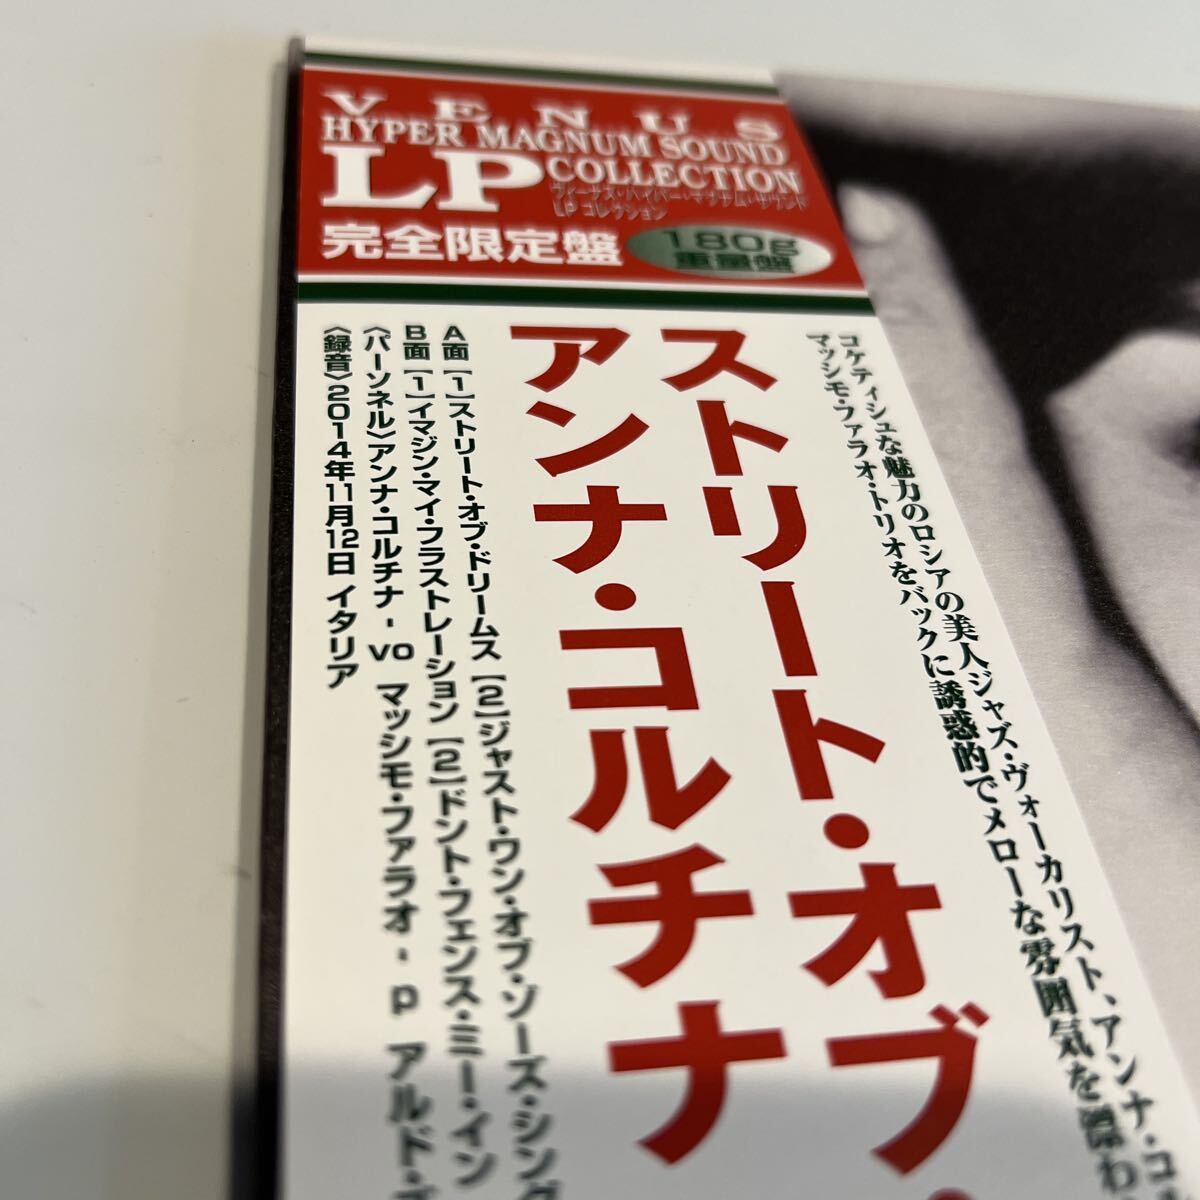 VENUS
HYPER MAGNUM SOUND
LP COLLECTION
ヴィーナス・ハイパー・マグナム・サウンド
LP コレクション
完全限定盤
180g
重量盤
コケティシュな魅力のロシアの美人ジャズ・ヴォーカリスト、アンナ・コル
マッシモ・ファラオ・トリオをバックに誘惑的でメローな雰囲気を漂わ
ストリート・オブ・
アンナ・コルチナ
A面 [1]ストリート・オブ・ドリームス [2]ジャスト・ワン・オブ・ゾーズ・シング
B面 [1]イマジン・マイ・フラストレーション [2]ドント・フェンス・ミー・イン
〈パーソネル〉アンナ・コルチナ - vo マッシモ・ファラオ - p アルド・
〈録音〉2014年11月12日 イタリア